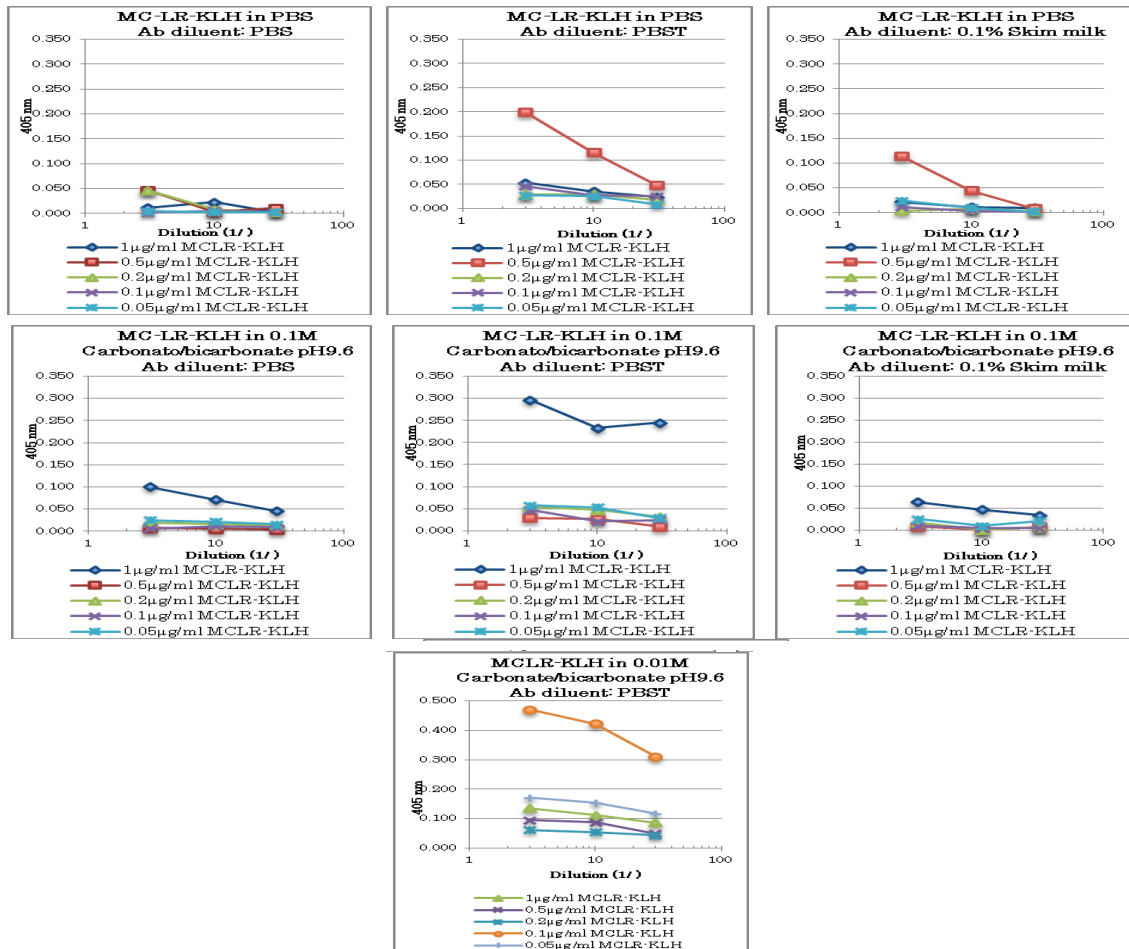 MC-LR-KLH in PBS
Ab diluent: PBS
0.350
0.300
0.250
0.200
0.150
0.100
0.050
0.000
405 nm
1 10 100
Dilution (1/ )
1µg/ml MCLR-KLH
0.5µg/ml MCLR-KLH
0.2µg/ml MCLR-KLH
0.1µg/ml MCLR-KLH
0.05µg/ml MCLR-KLH
MC-LR-KLH in PBS
Ab diluent: PBST
0.350
0.300
0.250
0.200
0.150
0.100
0.050
0.000
405 nm
1 10 100
Dilution (1/ )
1µg/ml MCLR-KLH
0.5µg/ml MCLR-KLH
0.2µg/ml MCLR-KLH
0.1µg/ml MCLR-KLH
0.05µg/ml MCLR-KLH
MC-LR-KLH in PBS
Ab diluent: 0.1% Skim milk
0.350
0.300
0.250
0.200
0.150
0.100
0.050
0.000
405 nm
1 10 100
Dilution (1/ )
1µg/ml MCLR-KLH
0.5µg/ml MCLR-KLH
0.2µg/ml MCLR-KLH
0.1µg/ml MCLR-KLH
0.05µg/ml MCLR-KLH
MC-LR-KLH in 0.1M
Carbonato/bicarbonate pH9.6
Ab diluent: PBS
0.350
0.300
0.250
0.200
0.150
0.100
0.050
0.000
405 nm
1 10 100
Dilution (1/ )
1µg/ml MCLR-KLH
0.5µg/ml MCLR-KLH
0.2µg/ml MCLR-KLH
0.1µg/ml MCLR-KLH
0.05µg/ml MCLR-KLH
MC-LR-KLH in 0.1M
Carbonato/bicarbonate pH9.6
Ab diluent: PBST
0.350
0.300
0.250
0.200
0.150
0.100
0.050
0.000
405 nm
1 10 100
Dilution (1/ )
1µg/ml MCLR-KLH
0.5µg/ml MCLR-KLH
0.2µg/ml MCLR-KLH
0.1µg/ml MCLR-KLH
0.05µg/ml MCLR-KLH
MC-LR-KLH in 0.1M
Carbonato/bicarbonate pH9.6
Ab diluent: 0.1% Skim milk
0.350
0.300
0.250
0.200
0.150
0.100
0.050
0.000
405 nm
1 10 100
Dilution (1/ )
1µg/ml MCLR-KLH
0.5µg/ml MCLR-KLH
0.2µg/ml MCLR-KLH
0.1µg/ml MCLR-KLH
0.05µg/ml MCLR-KLH
MCLR-KLH in 0.01M
Carbonate/bicarbonate pH9.6
Ab diluent: PBST
0.500
0.400
0.300
0.200
0.100
0.000
405 nm
1 10 100
Dilution (1/ )
1µg/ml MCLR-KLH
0.5µg/ml MCLR-KLH
0.2µg/ml MCLR-KLH
0.1µg/ml MCLR-KLH
0.05µg/ml MCLR-KLH